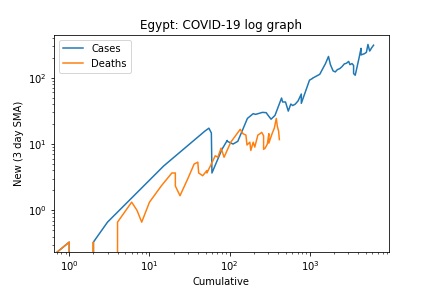 Egypt: COVID-19 log graph
Cases
Deaths
New (3 day SMA)
10²
10¹
10⁰
10⁰ 10¹ 10² 10³
Cumulative